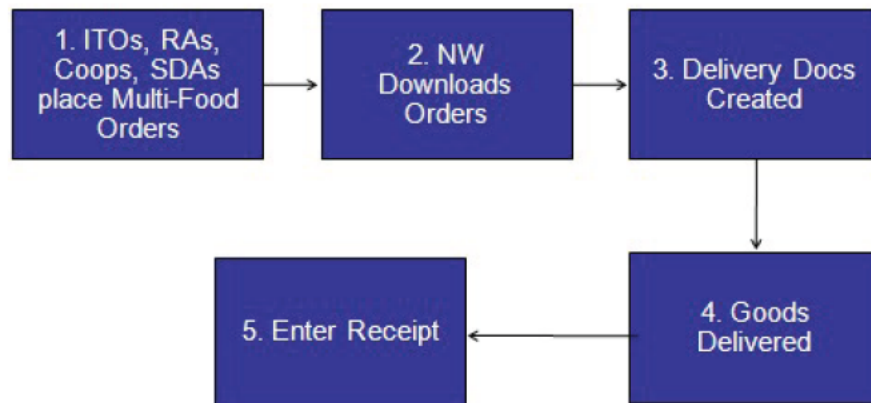 1. ITOs, RAs,
Coops, SDAs
place Multi-Food
Orders
2. NW
Downloads
Orders
3. Delivery Docs
Created
4. Goods
Delivered
5. Enter Receipt